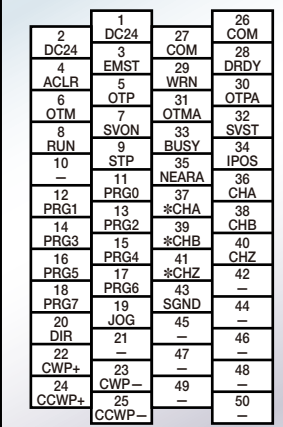 2
DC24
4
ACLR
6
OTM
8
RUN
10
—
12
PRG1
14
PRG3
16
PRG5
18
PRG7
20
DIR
22
CWP+
24
CCWP+
1
DC24
3
EMST
5
OTP
7
SVON
9
STP
11
PRG0
13
PRG2
15
PRG4
17
PRG6
19
JOG
21
—
23
CWP—
25
CCWP—
27
COM
29
WRN
31
OTMA
33
BUSY
35
NEARA
37
*CHA
39
*CHB
41
*CHZ
43
SGND
45
—
47
—
49
—
26
COM
28
DRDY
30
OTPA
32
SVST
34
IPOS
36
CHA
38
CHB
40
CHZ
42
—
44
—
46
—
48
—
50
—